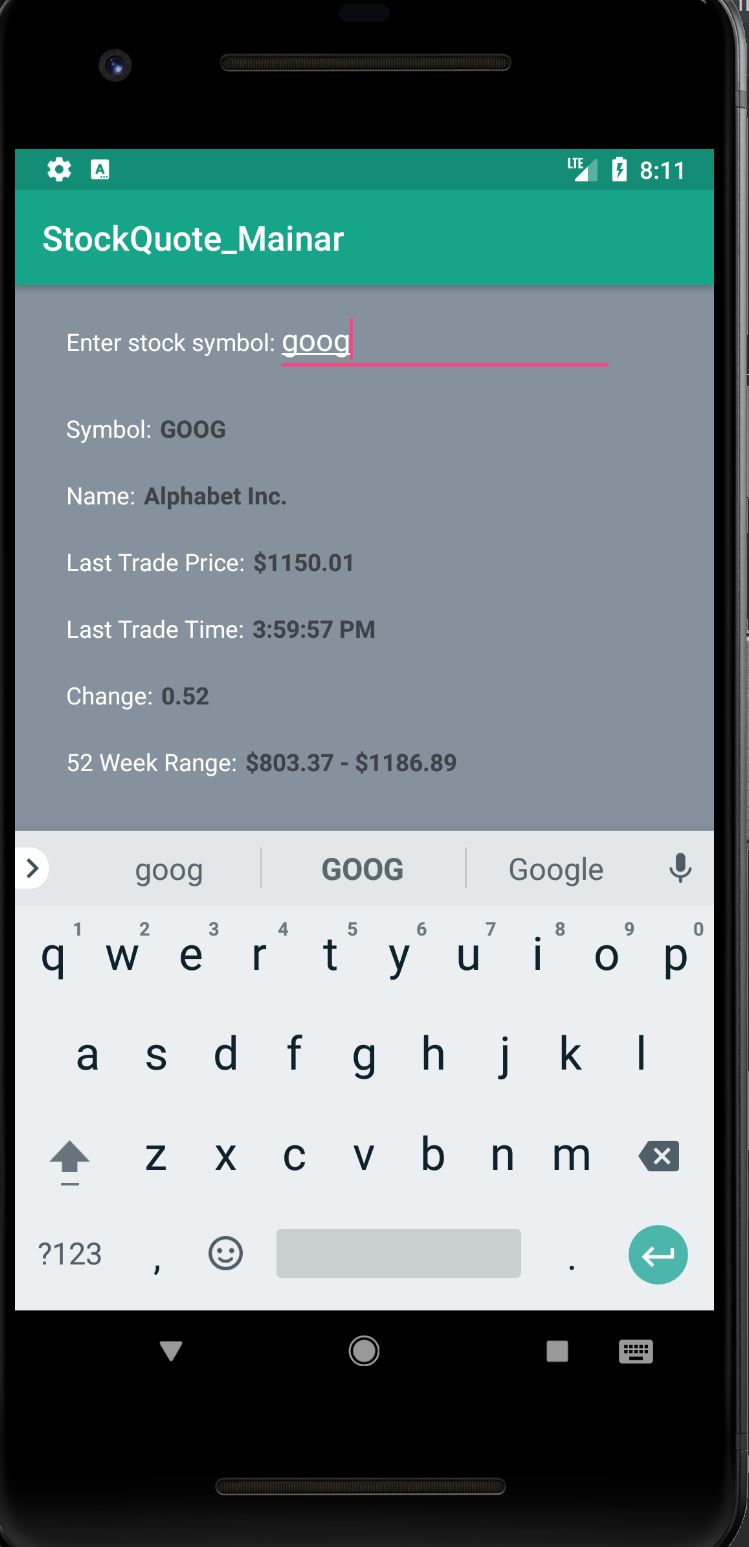 LTE 8:11
StockQuote_Mainar
Enter stock symbol: goog
Symbol: GOOG
Name: Alphabet Inc.
Last Trade Price: $1150.01
Last Trade Time: 3:59:57 PM
Change: 0.52
52 Week Range: $803.37 - $1186.89
goog GOOG Google
1 2 3 4 5 6 7 8 9 0
q w e r t y u i o p
a s d f g h j k l
z x c v b n m
?123 , .